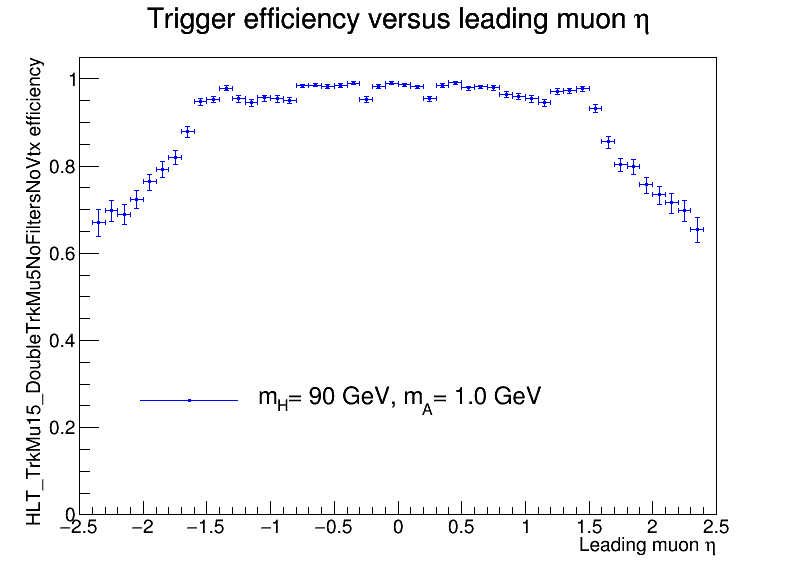 Trigger efficiency versus leading muon η
HLT_TrkMu15_DoubleTrkMu5NoFiltersNoVtx efficiency
1
0.8
0.6
0.4
0.2
0
m_H= 90 GeV, m_A= 1.0 GeV
−2.5 −2 −1.5 −1 −0.5 0 0.5 1 1.5 2 2.5
Leading muon η